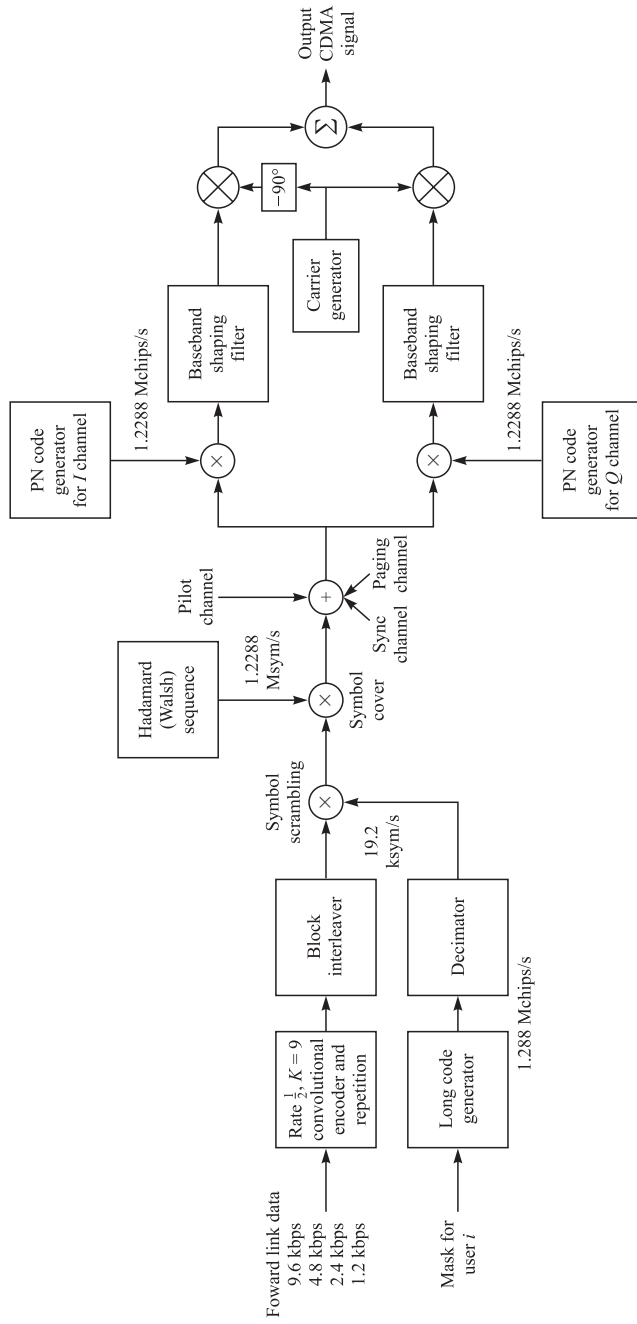 Foward link data
9.6 kbps
4.8 kbps
2.4 kbps
1.2 kbps
Rate 1/2, K = 9
convolutional
encoder and
repetition
Block
interleaver
Symbol
scrambling
Hadamard
(Walsh)
sequence
1.2288
Msym/s
Symbol
cover
Pilot
channel
Sync
channel
Paging
channel
PN code
generator
for I channel
1.2288 Mchips/s
Baseband
shaping
filter
−90°
Carrier
generator
Σ
Output
CDMA
signal
Mask for
user i
Long code
generator
1.288 Mchips/s
Decimator
19.2
ksym/s
×
×
+
×
×
Baseband
shaping
filter
1.2288 Mchips/s
PN code
generator
for Q channel